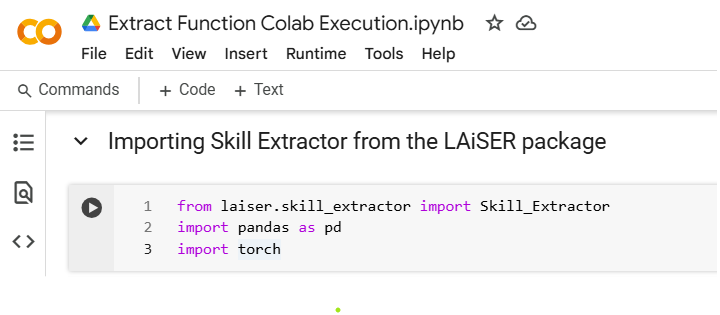 Extract Function Colab Execution.ipynb
File Edit View Insert Runtime Tools Help
Commands + Code + Text
Importing Skill Extractor from the LAiSER package
1 from laiser.skill_extractor import Skill_Extractor
2 import pandas as pd
3 import torch